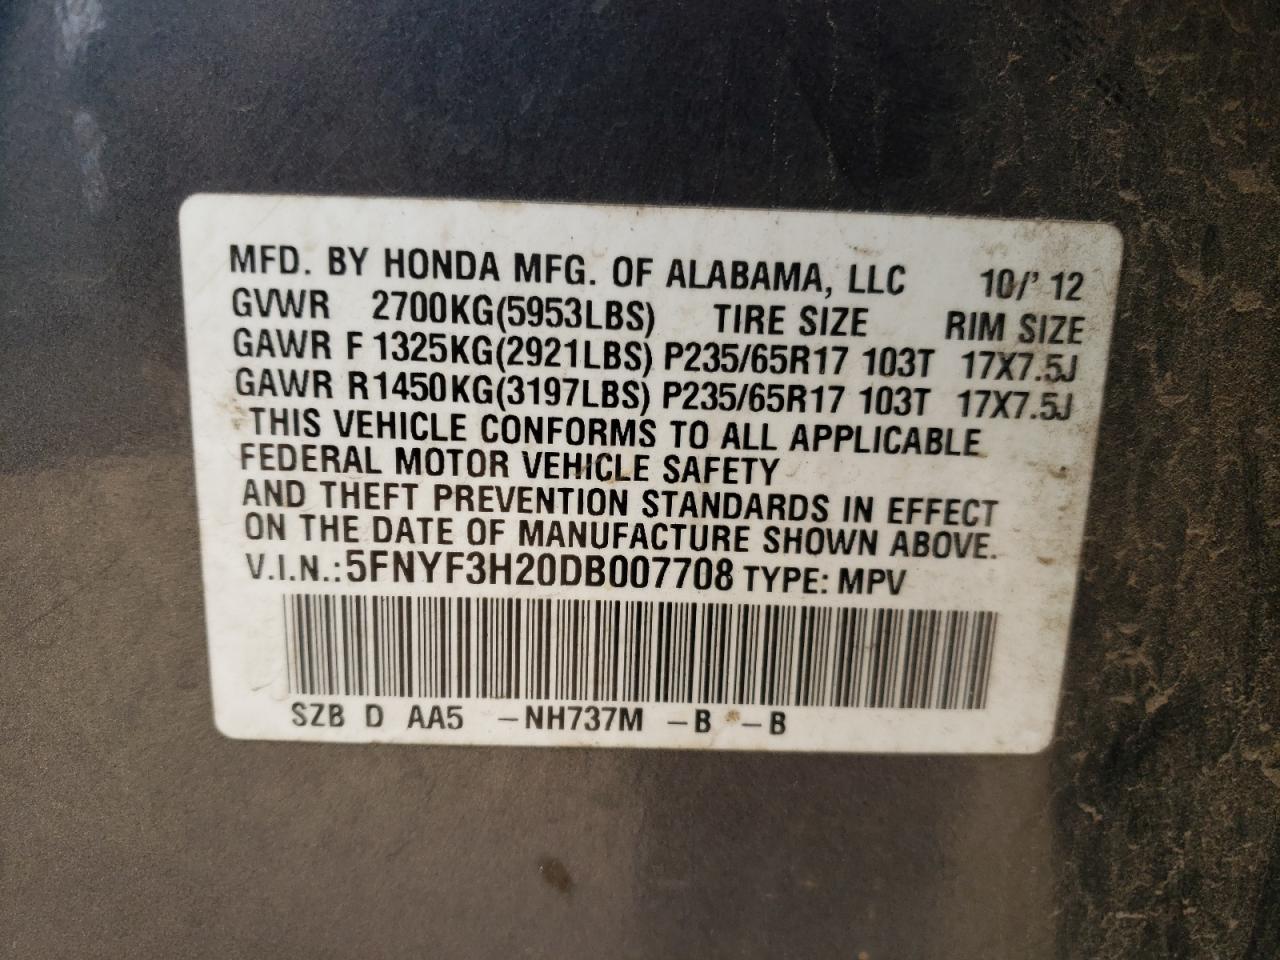 MFD. BY HONDA MFG. OF ALABAMA, LLC 10/' 12
GVWR 2700KG(5953LBS) TIRE SIZE RIM SIZE
GAWR F 1325KG(2921LBS) P235/65R17 103T 17X7.5J
GAWR R1450KG(3197LBS) P235/65R17 103T 17X7.5J
THIS VEHICLE CONFORMS TO ALL APPLICABLE
FEDERAL MOTOR VEHICLE SAFETY
AND THEFT PREVENTION STANDARDS IN EFFECT
ON THE DATE OF MANUFACTURE SHOWN ABOVE.
V.I.N.:5FNYF3H20DB007708 TYPE: MPV
SZB D AA5 –NH737M –B –B